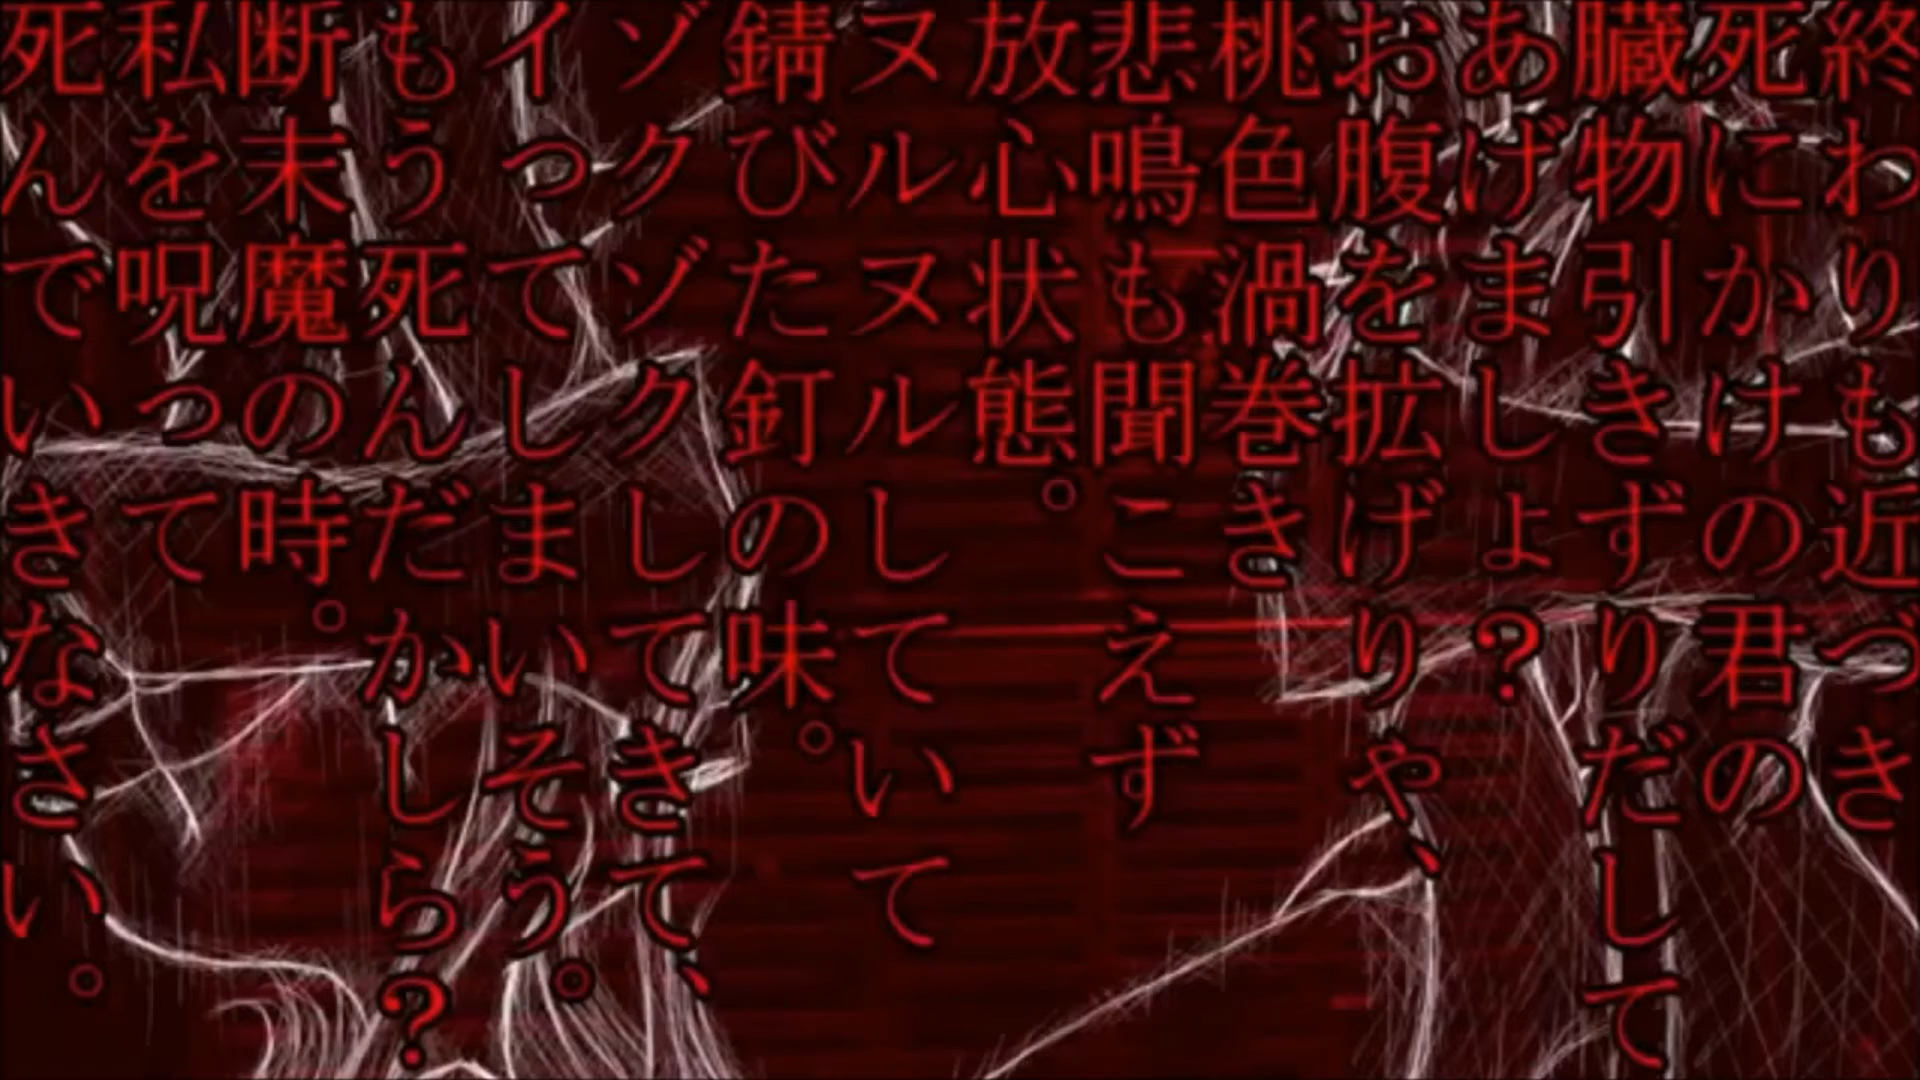 終わりも近づき
死にかけの君の
臓物引きずりだして
あげましょ?
お腹を拡げりゃ、
桃色渦巻き
悲鳴も聞こえず
放心状態。
ヌルヌルしていて
錆びた釘の味。
ゾクゾクしてきて、
イってしまいそう。
もう死んだかしら?
断末魔の時。
私を呪って
死んでいきなさい。